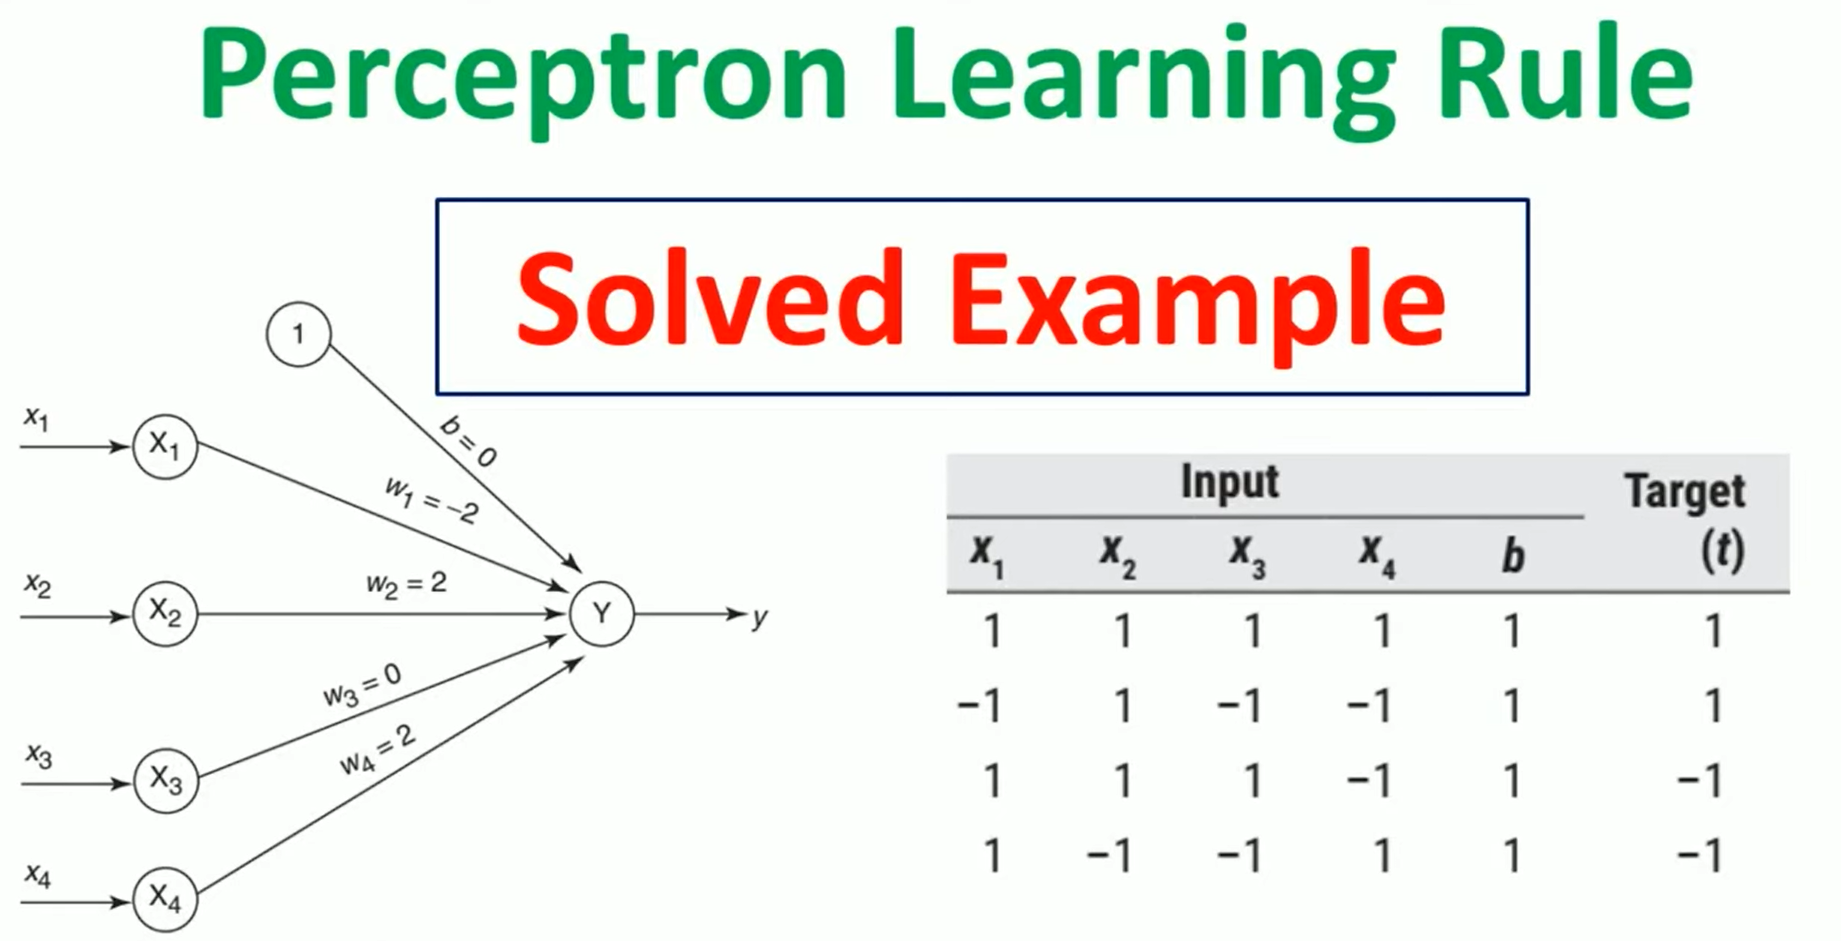 Perceptron Learning Rule
Solved Example
1
b = 0
x₁
X₁
w₁ = −2
x₂
X₂
w₂ = 2
Y
y
w₃ = 0
x₃
X₃
w₄ = 2
x₄
X₄
Input Target
x₁ x₂ x₃ x₄ b (t)
1 1 1 1 1 1
−1 1 −1 −1 1 1
1 1 1 −1 1 −1
1 −1 −1 1 1 −1